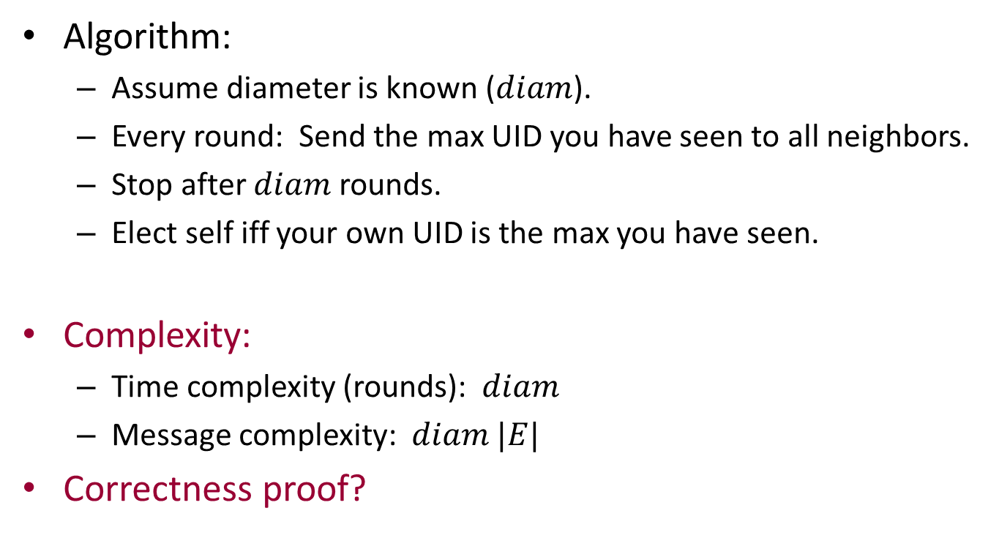 • Algorithm:
– Assume diameter is known (diam).
– Every round: Send the max UID you have seen to all neighbors.
– Stop after diam rounds.
– Elect self iff your own UID is the max you have seen.
• Complexity:
– Time complexity (rounds): diam
– Message complexity: diam |E|
• Correctness proof?